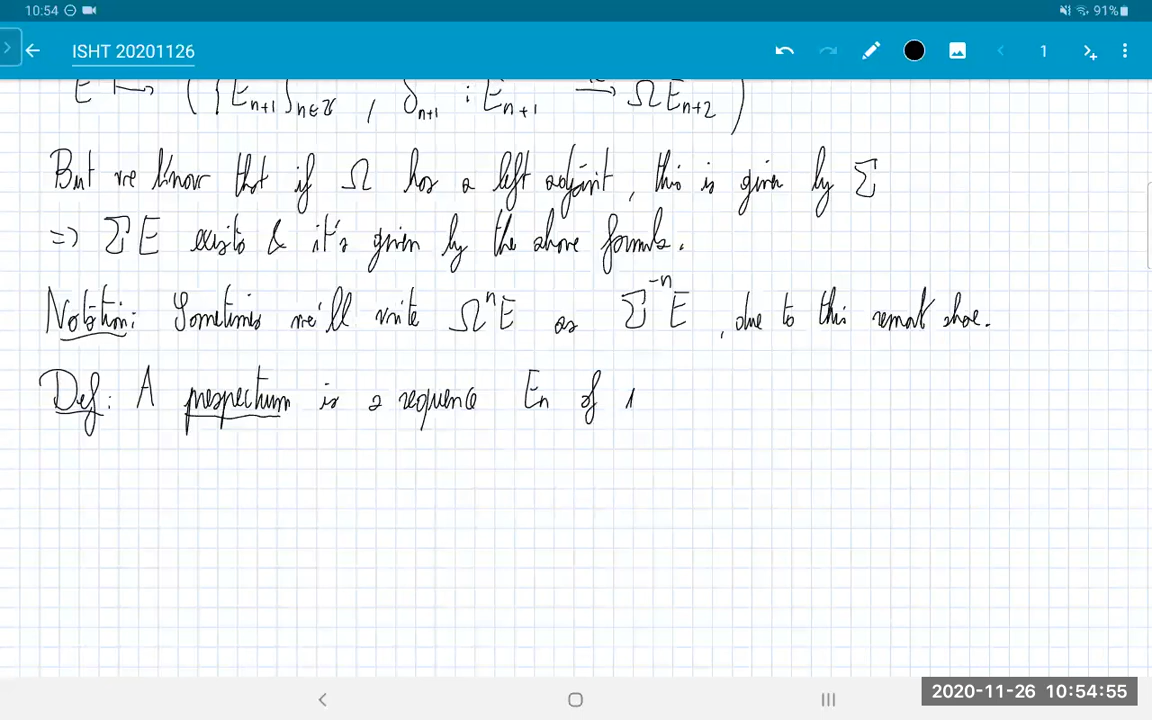 10:54 91%
ISHT 20201126 1
E ⟼ ( {E_{n+1}}_{n∈ℤ} , δ_{n+1} : E_{n+1} ⟶ ΩE_{n+2} )
But we know that if Ω has a left adjoint, this is given by Σ
=> ΣE exists & it's given by the above formula.
Notation: Sometimes we'll write Ω^n E as Σ^{-n} E, due to this remark above.
Def: A prespectum is a sequence E_n of
2020-11-26 10:54:55